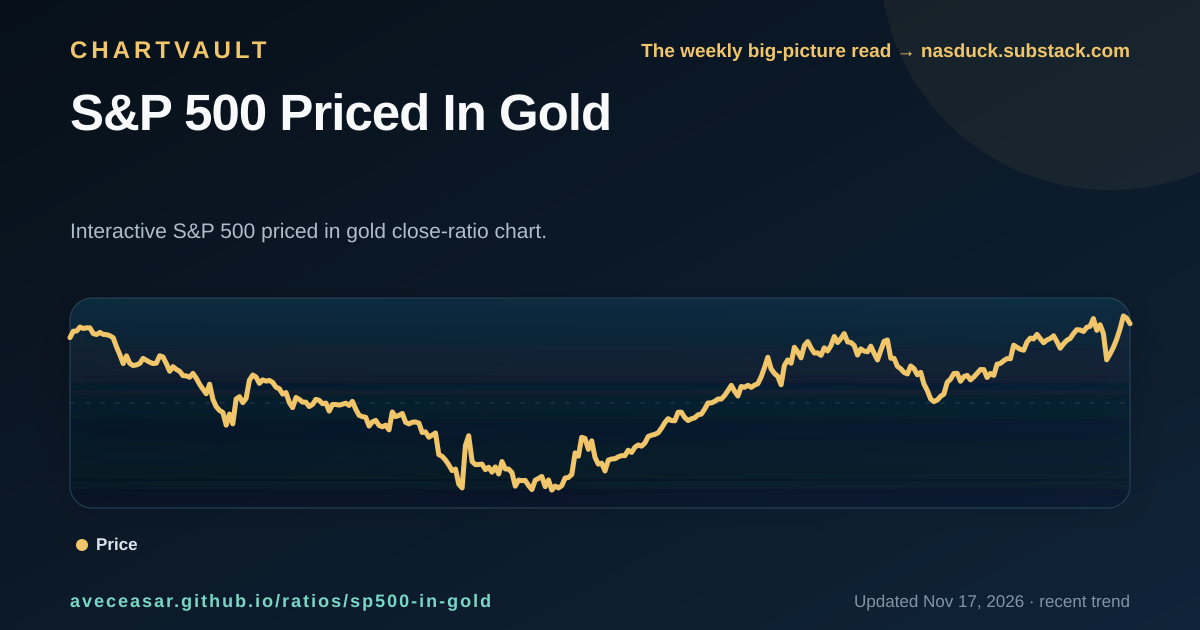 CHARTVAULT
The weekly big-picture read → nasduck.substack.com
S&P 500 Priced In Gold
Interactive S&P 500 priced in gold close-ratio chart.
Price
aveceasar.github.io/ratios/sp500-in-gold
Updated Nov 17, 2026 · recent trend